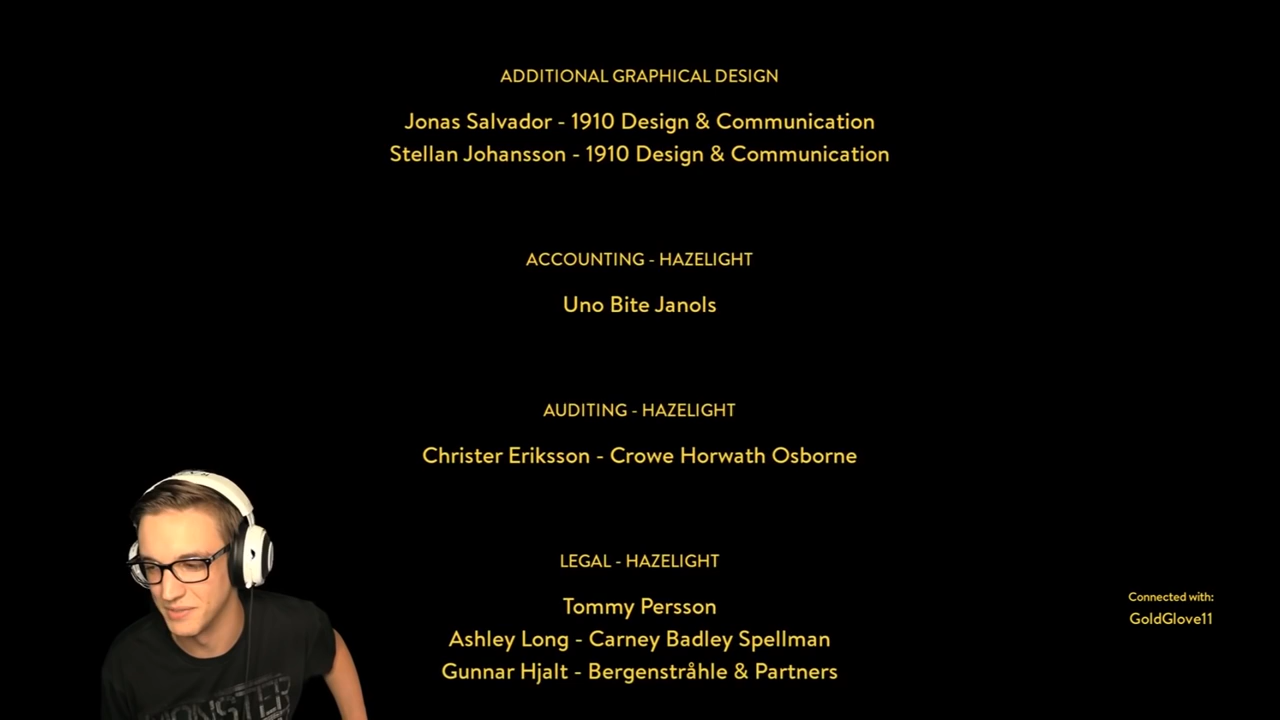 ADDITIONAL GRAPHICAL DESIGN
Jonas Salvador - 1910 Design & Communication
Stellan Johansson - 1910 Design & Communication
ACCOUNTING - HAZELIGHT
Uno Bite Janols
AUDITING - HAZELIGHT
Christer Eriksson - Crowe Horwath Osborne
LEGAL - HAZELIGHT
Tommy Persson
Ashley Long - Carney Badley Spellman
Gunnar Hjalt - Bergenstråhle & Partners
Connected with:
GoldGlove11
MONSTER